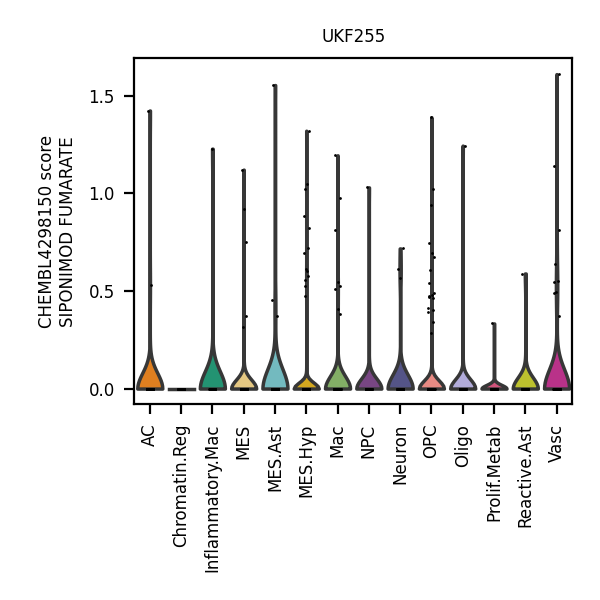 UKF255
CHEMBL4298150 score
SIPONIMOD FUMARATE
1.5
1.0
0.5
0.0
AC
Chromatin.Reg
Inflammatory.Mac
MES
MES.Ast
MES.Hyp
Mac
NPC
Neuron
OPC
Oligo
Prolif.Metab
Reactive.Ast
Vasc